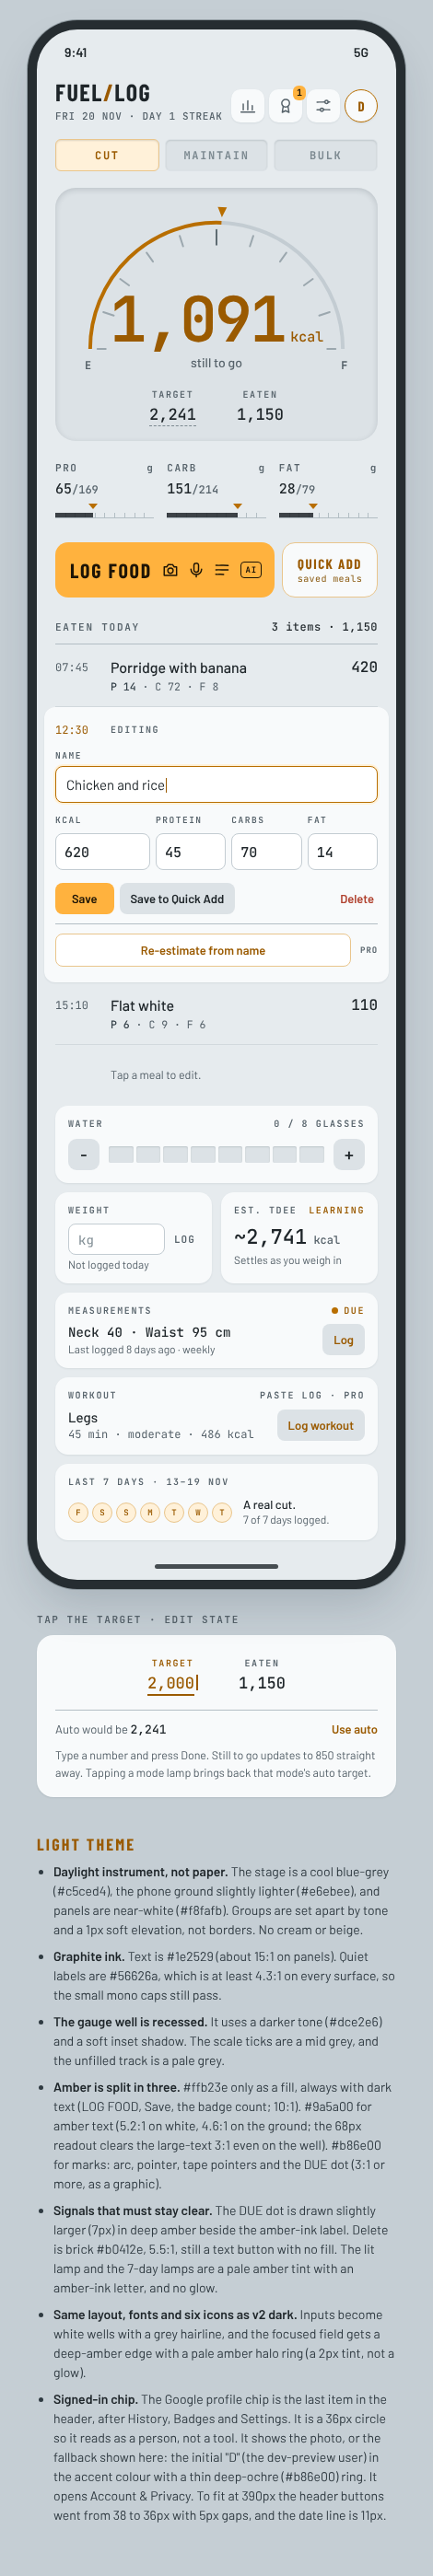 9:41 5G
FUEL/LOG
FRI 20 NOV · DAY 1 STREAK
1
D
CUT MAINTAIN BULK
1,091 kcal
E still to go F
TARGET EATEN
2,241 1,150
PRO g CARB g FAT g
65/169 151/214 28/79
LOG FOOD AI
QUICK ADD
saved meals
EATEN TODAY 3 items · 1,150
07:45 Porridge with banana 420
P 14 · C 72 · F 8
12:30 EDITING
NAME
Chicken and rice
KCAL PROTEIN CARBS FAT
620 45 70 14
Save Save to Quick Add Delete
Re-estimate from name PRO
15:10 Flat white 110
P 6 · C 9 · F 6
Tap a meal to edit.
WATER 0 / 8 GLASSES
- +
WEIGHT
kg LOG
Not logged today
EST. TDEE LEARNING
~2,741 kcal
Settles as you weigh in
MEASUREMENTS DUE
Neck 40 · Waist 95 cm
Last logged 8 days ago · weekly
Log
WORKOUT PASTE LOG · PRO
Legs
45 min · moderate · 486 kcal
Log workout
LAST 7 DAYS · 13–19 NOV
F S S M T W T
A real cut.
7 of 7 days logged.
TAP THE TARGET · EDIT STATE
TARGET EATEN
2,000 1,150
Auto would be 2,241 Use auto
Type a number and press Done. Still to go updates to 850 straight
away. Tapping a mode lamp brings back that mode's auto target.
LIGHT THEME
• Daylight instrument, not paper. The stage is a cool blue-grey
(#c5ced4), the phone ground slightly lighter (#e6ebee), and
panels are near-white (#f8fafb). Groups are set apart by tone
and a 1px soft elevation, not borders. No cream or beige.
• Graphite ink. Text is #1e2529 (about 15:1 on panels). Quiet
labels are #56626a, which is at least 4.3:1 on every surface, so
the small mono caps still pass.
• The gauge well is recessed. It uses a darker tone (#dce2e6)
and a soft inset shadow. The scale ticks are a mid grey, and
the unfilled track is a pale grey.
• Amber is split in three. #ffb23e only as a fill, always with dark
text (LOG FOOD, Save, the badge count; 10:1). #9a5a00 for
amber text (5.2:1 on white, 4.6:1 on the ground; the 68px
readout clears the large-text 3:1 even on the well). #b86e00
for marks: arc, pointer, tape pointers and the DUE dot (3:1 or
more, as a graphic).
• Signals that must stay clear. The DUE dot is drawn slightly
larger (7px) in deep amber beside the amber-ink label. Delete
is brick #b0412e, 5.5:1, still a text button with no fill. The lit
lamp and the 7-day lamps are a pale amber tint with an
amber-ink letter, and no glow.
• Same layout, fonts and six icons as v2 dark. Inputs become
white wells with a grey hairline, and the focused field gets a
deep-amber edge with a pale amber halo ring (a 2px tint, not a
glow).
• Signed-in chip. The Google profile chip is the last item in the
header, after History, Badges and Settings. It is a 36px circle
so it reads as a person, not a tool. It shows the photo, or the
fallback shown here: the initial "D" (the dev-preview user) in
the accent colour with a thin deep-ochre (#b86e00) ring. It
opens Account & Privacy. To fit at 390px the header buttons
went from 38 to 36px with 5px gaps, and the date line is 11px.